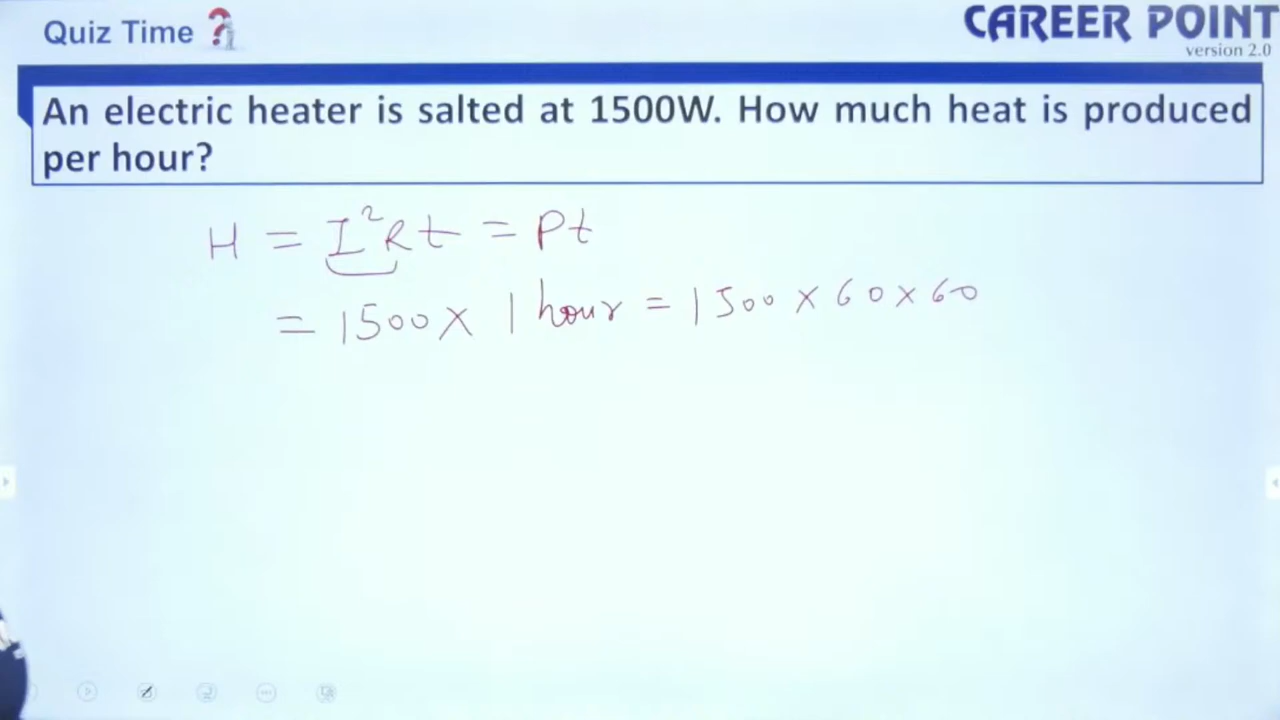 Quiz Time
CAREER POINT
version 2.0
An electric heater is salted at 1500W. How much heat is produced
per hour?
H = I²Rt = Pt
= 1500 × 1 hour = 1500 × 60 × 60